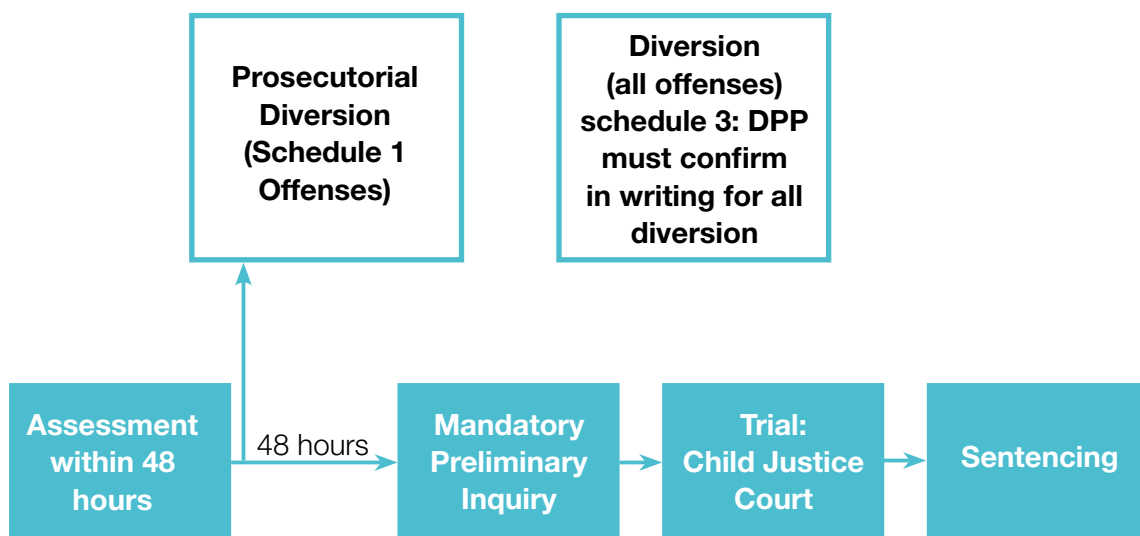 Prosecutorial
Diversion
(Schedule 1
Offenses)
Diversion
(all offenses)
schedule 3: DPP
must confirm
in writing for all
diversion
Assessment
within 48
hours
48 hours
Mandatory
Preliminary
Inquiry
Trial:
Child Justice
Court
Sentencing